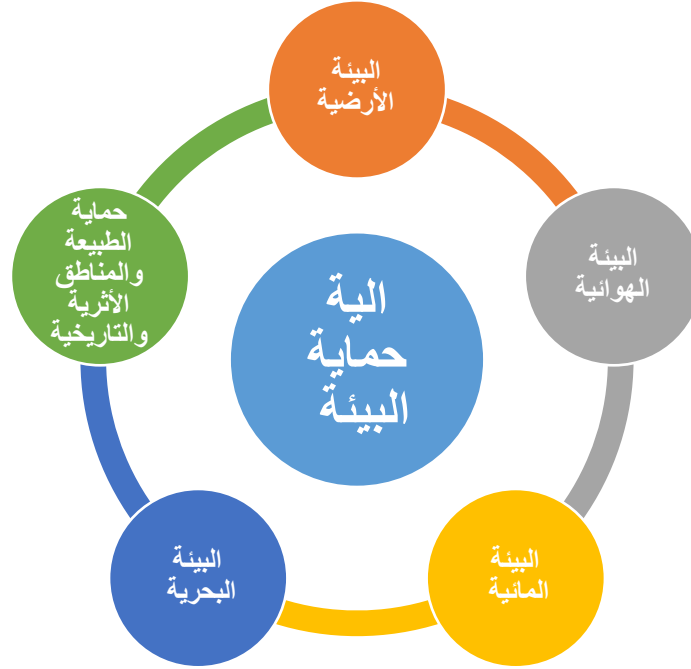 البيئة
الأرضية
البيئة
الهوائية
البيئة
المائية
البيئة
البحرية
حماية
الطبيعة
والمناطق
الأثرية
والتاريخية
الية
حماية
البيئة